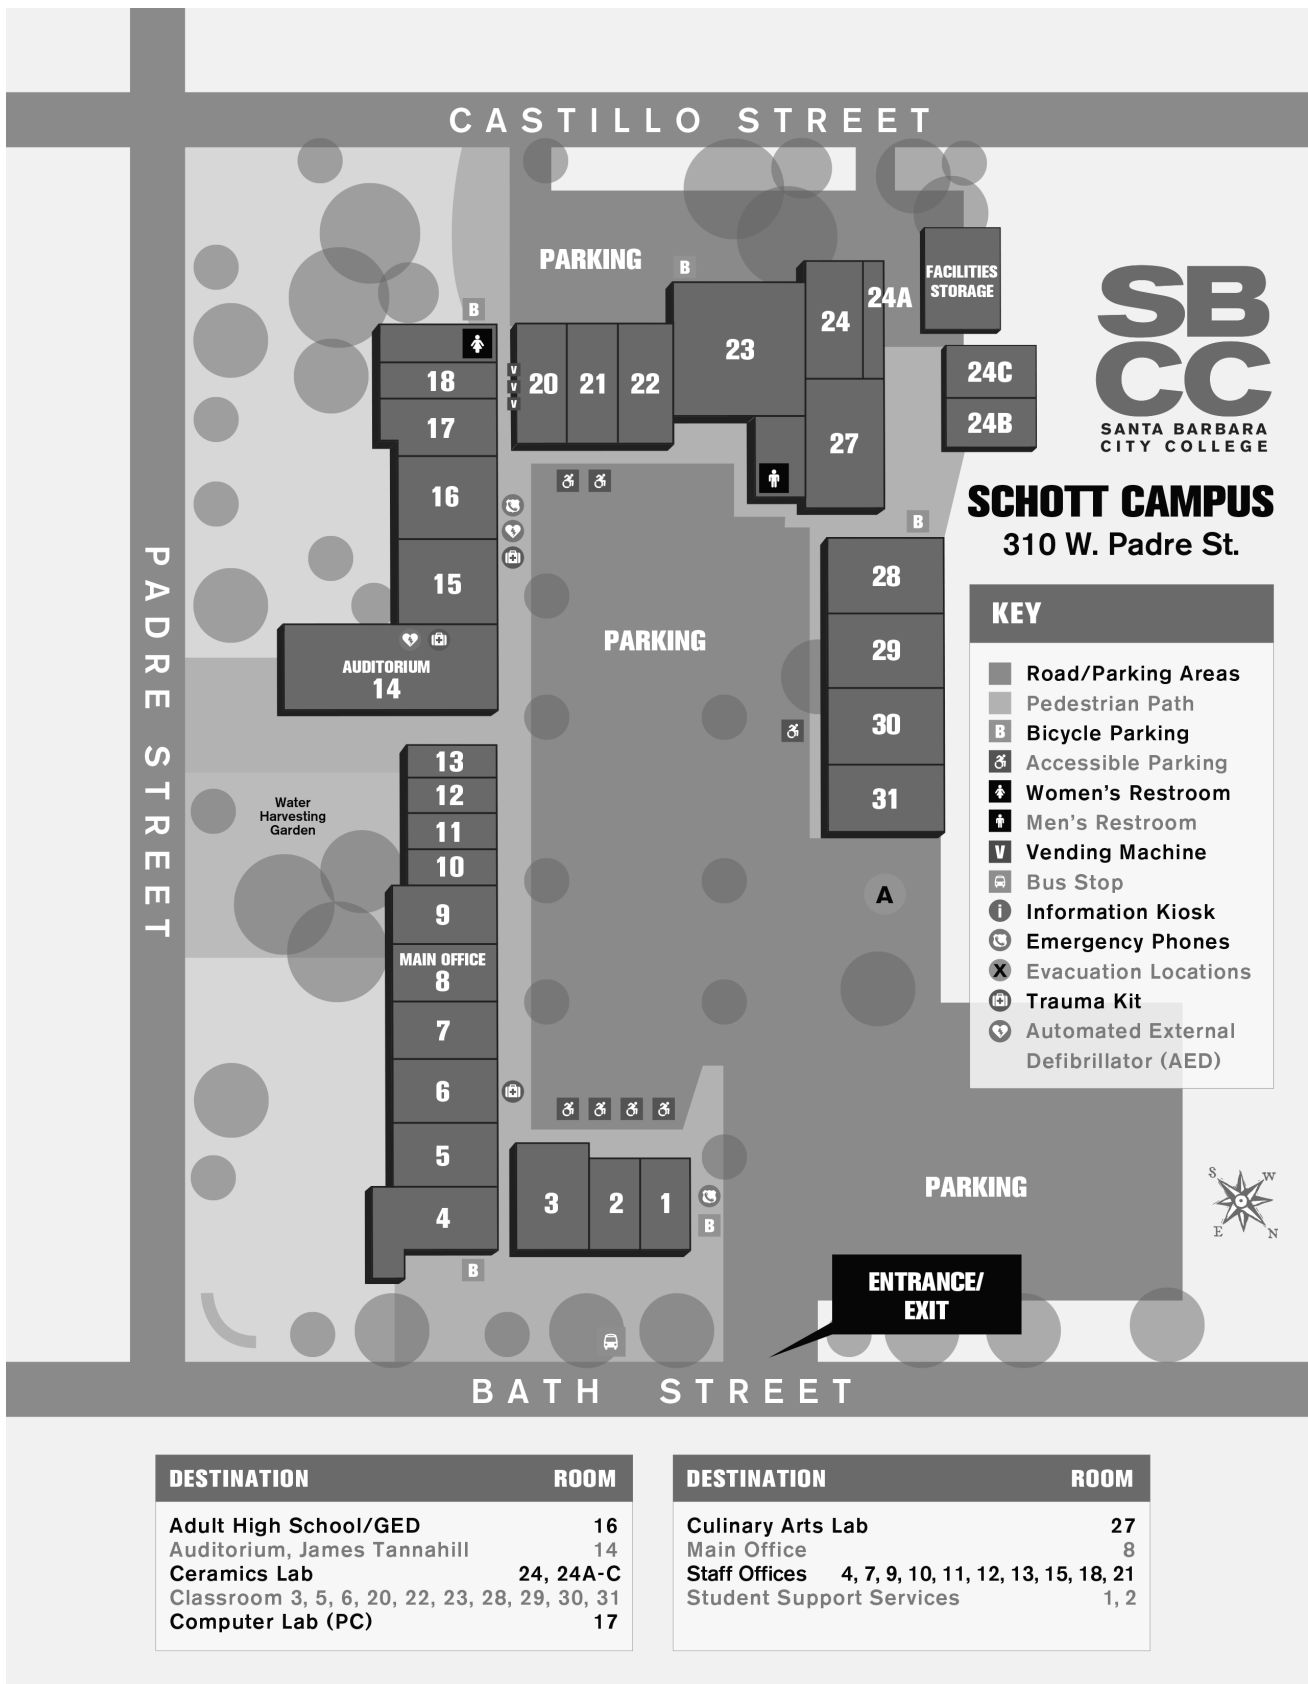 CASTILLO STREET
PARKING
B
24A
FACILITIES
STORAGE
B
24
23
18
V
V
V
20
21
22
24C
24B
17
27
16
SB
CC
SANTA BARBARA
CITY COLLEGE
SCHOTT CAMPUS
310 W. Padre St.
B
28
15
PARKING
29
AUDITORIUM
14
30
31
PADRE STREET
13
12
11
10
Water
Harvesting
Garden
9
MAIN OFFICE
8
7
6
5
4
3
2
1
A
B
B
KEY
Road/Parking Areas
Pedestrian Path
B Bicycle Parking
Accessible Parking
Women's Restroom
Men's Restroom
V Vending Machine
Bus Stop
i Information Kiosk
Emergency Phones
X Evacuation Locations
Trauma Kit
Automated External
Defibrillator (AED)
PARKING
S W
E N
ENTRANCE/
EXIT
BATH STREET
DESTINATION ROOM
Adult High School/GED 16
Auditorium, James Tannahill 14
Ceramics Lab 24, 24A-C
Classroom 3, 5, 6, 20, 22, 23, 28, 29, 30, 31
Computer Lab (PC) 17
DESTINATION ROOM
Culinary Arts Lab 27
Main Office 8
Staff Offices 4, 7, 9, 10, 11, 12, 13, 15, 18, 21
Student Support Services 1, 2